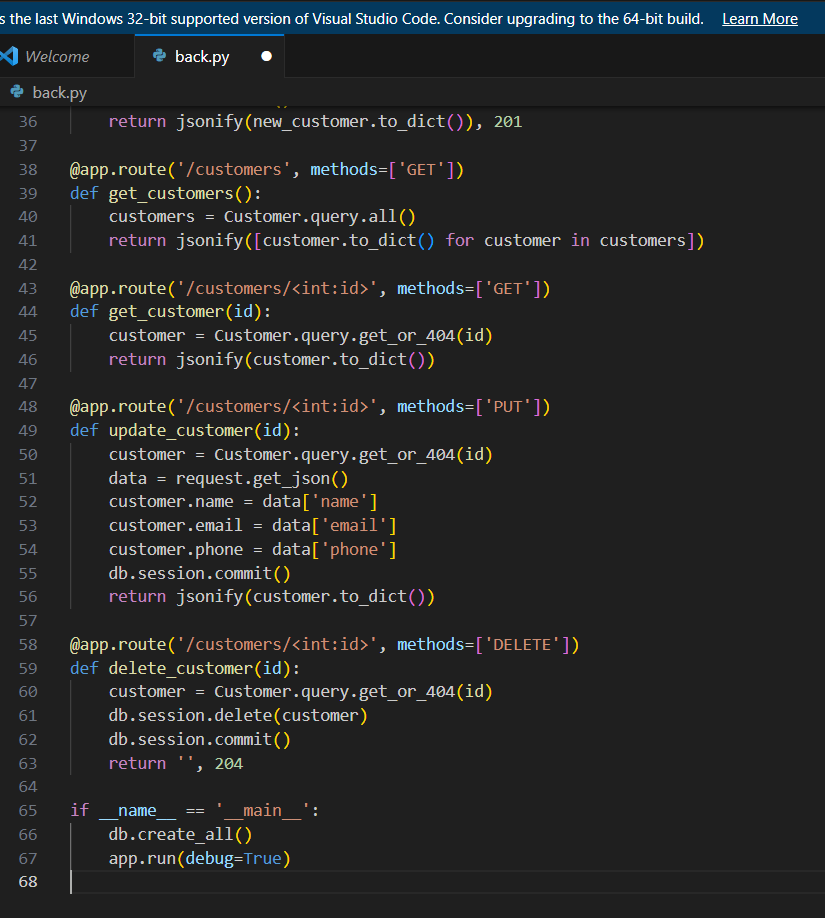 s the last Windows 32-bit supported version of Visual Studio Code. Consider upgrading to the 64-bit build. Learn More
Welcome back.py
back.py
36 return jsonify(new_customer.to_dict()), 201
37
38 @app.route('/customers', methods=['GET'])
39 def get_customers():
40 customers = Customer.query.all()
41 return jsonify([customer.to_dict() for customer in customers])
42
43 @app.route('/customers/<int:id>', methods=['GET'])
44 def get_customer(id):
45 customer = Customer.query.get_or_404(id)
46 return jsonify(customer.to_dict())
47
48 @app.route('/customers/<int:id>', methods=['PUT'])
49 def update_customer(id):
50 customer = Customer.query.get_or_404(id)
51 data = request.get_json()
52 customer.name = data['name']
53 customer.email = data['email']
54 customer.phone = data['phone']
55 db.session.commit()
56 return jsonify(customer.to_dict())
57
58 @app.route('/customers/<int:id>', methods=['DELETE'])
59 def delete_customer(id):
60 customer = Customer.query.get_or_404(id)
61 db.session.delete(customer)
62 db.session.commit()
63 return '', 204
64
65 if __name__ == '__main__':
66 db.create_all()
67 app.run(debug=True)
68